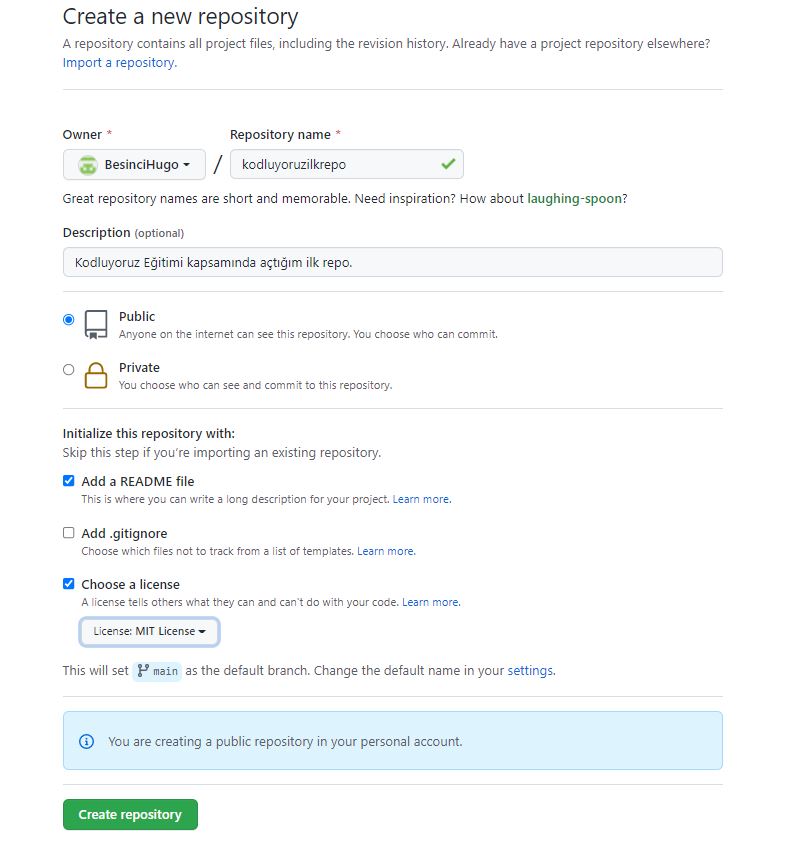 Create a new repository
A repository contains all project files, including the revision history. Already have a project repository elsewhere?
Import a repository.
Owner *
Repository name *
BesinciHugo
/
kodluyoruzilkrepo
Great repository names are short and memorable. Need inspiration? How about laughing-spoon?
Description (optional)
Kodluyoruz Eğitimi kapsamında açtığım ilk repo.
Public
Anyone on the internet can see this repository. You choose who can commit.
Private
You choose who can see and commit to this repository.
Initialize this repository with:
Skip this step if you're importing an existing repository.
Add a README file
This is where you can write a long description for your project. Learn more.
Add .gitignore
Choose which files not to track from a list of templates. Learn more.
Choose a license
A license tells others what they can and can't do with your code. Learn more.
License: MIT License
This will set main as the default branch. Change the default name in your settings.
You are creating a public repository in your personal account.
Create repository